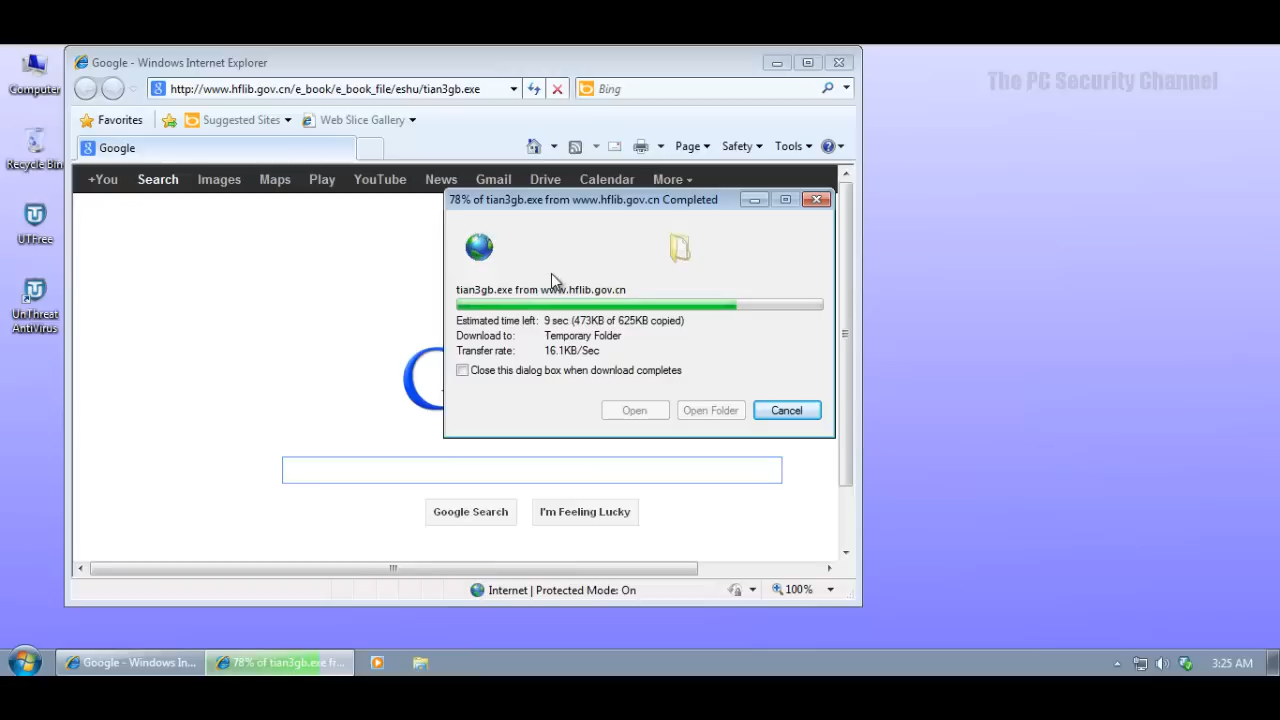 The PC Security Channel
Computer
Recycle Bin
UTFree
UnThreat
AntiVirus
Google - Windows Internet Explorer
http://www.hflib.gov.cn/e_book/e_book_file/eshu/tian3gb.exe
Bing
Favorites
Suggested Sites
Web Slice Gallery
Google
Page
Safety
Tools
+You Search Images Maps Play YouTube News Gmail Drive Calendar More
78% of tian3gb.exe from www.hflib.gov.cn Completed
tian3gb.exe from www.hflib.gov.cn
Estimated time left: 9 sec (473KB of 625KB copied)
Download to: Temporary Folder
Transfer rate: 16.1KB/Sec
Close this dialog box when download completes
Open Open Folder Cancel
Google Search I'm Feeling Lucky
Internet | Protected Mode: On
100%
Google - Windows In...
78% of tian3gb.exe fr...
3:25 AM